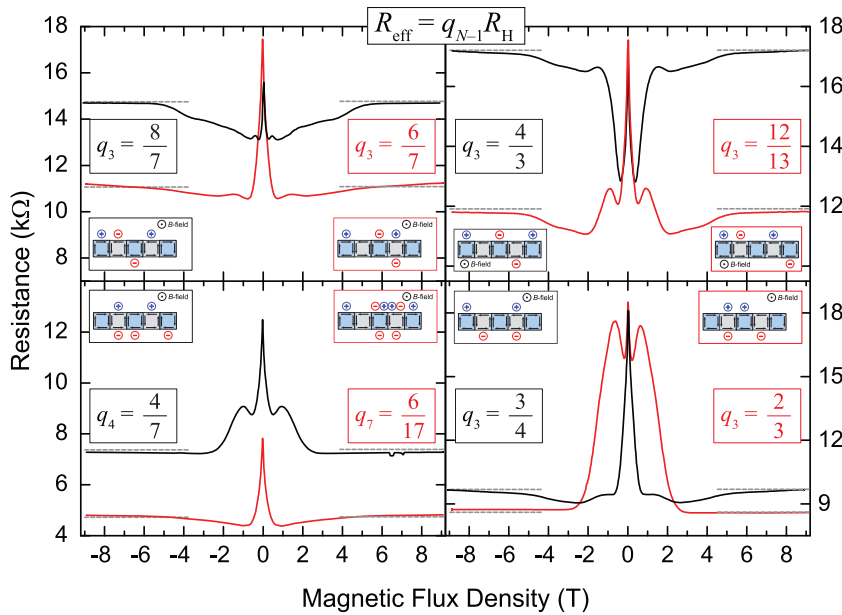 R_eff = q_{N–1} R_H
18
16
14
12
10
8
q_3 = 8/7
q_3 = 6/7
B-field
B-field
18
16
14
12
q_3 = 4/3
q_3 = 12/13
B-field
B-field
Resistance (kΩ)
12
10
8
6
4
B-field
B-field
q_4 = 4/7
q_7 = 6/17
18
15
12
9
B-field
B-field
q_3 = 3/4
q_3 = 2/3
-8 -6 -4 -2 0 2 4 6 8
-8 -6 -4 -2 0 2 4 6 8
Magnetic Flux Density (T)